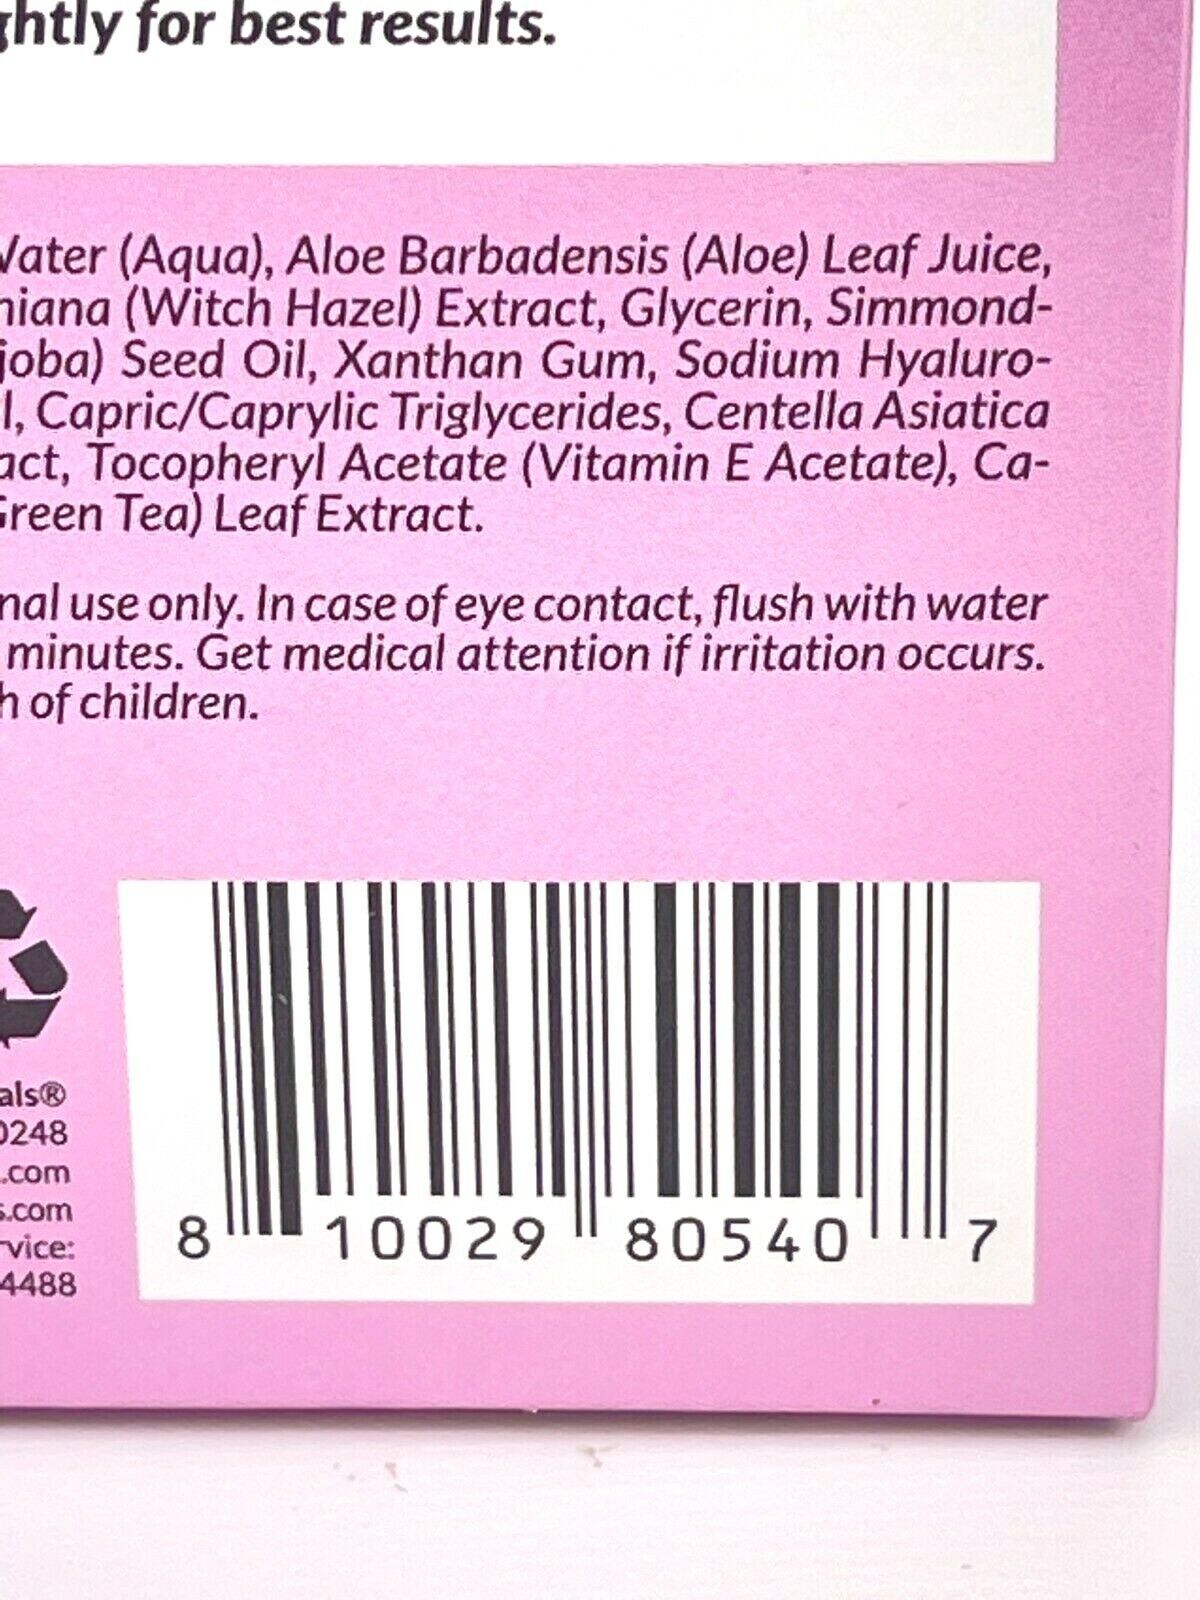 ghtly for best results.
Water (Aqua), Aloe Barbadensis (Aloe) Leaf Juice,
niana (Witch Hazel) Extract, Glycerin, Simmond-
joba) Seed Oil, Xanthan Gum, Sodium Hyaluro-
l, Capric/Caprylic Triglycerides, Centella Asiatica
act, Tocopheryl Acetate (Vitamin E Acetate), Ca-
Green Tea) Leaf Extract.
nal use only. In case of eye contact, flush with water
minutes. Get medical attention if irritation occurs.
h of children.
als®
0248
.com
s.com
rvice:
4488
8 10029 80540 7